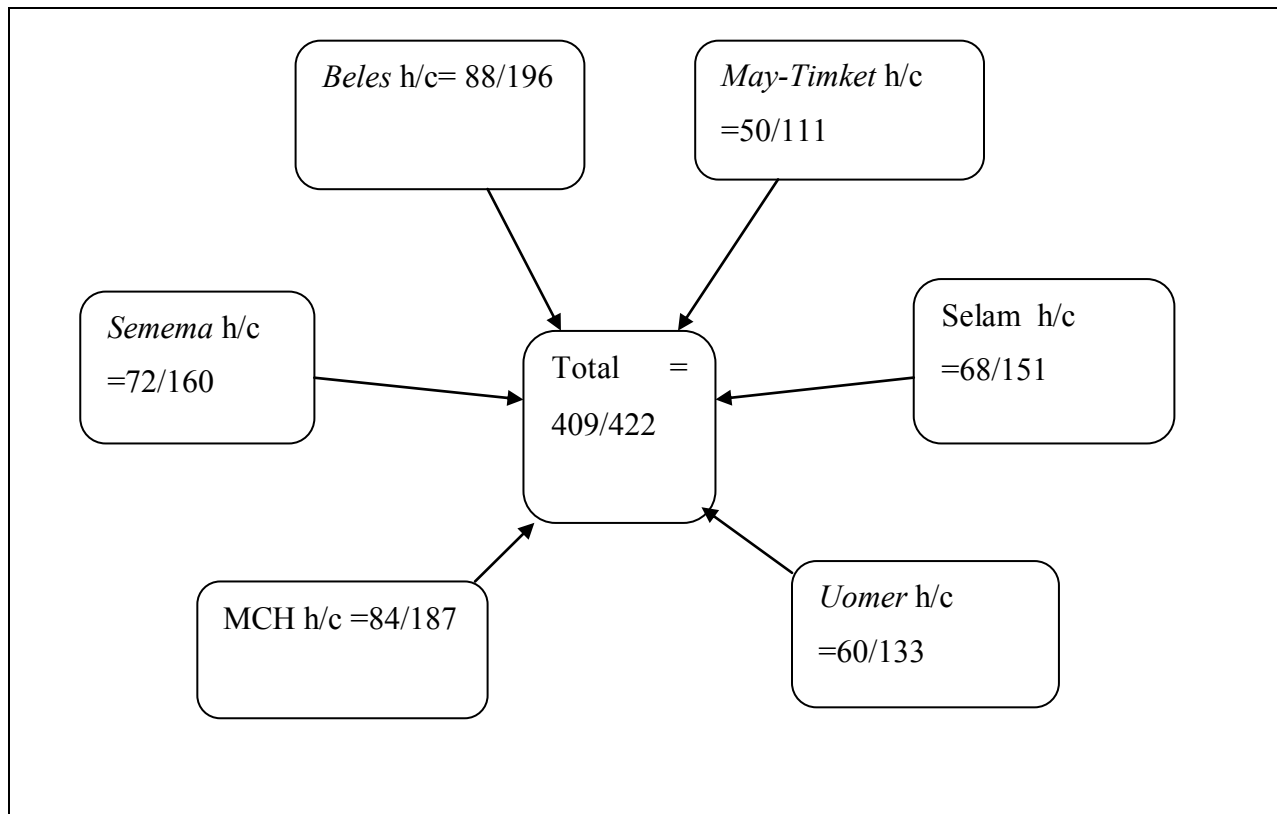 Beles h/c= 88/196
May-Timket h/c
=50/111
Semema h/c
=72/160
Selam h/c
=68/151
Total =
409/422
MCH h/c =84/187
Uomer h/c
=60/133